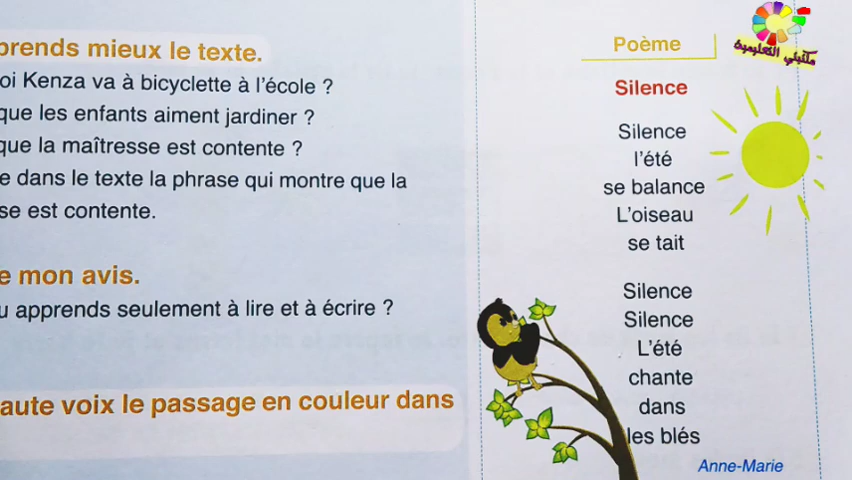 prends mieux le texte.
oi Kenza va à bicyclette à l'école ?
que les enfants aiment jardiner ?
que la maîtresse est contente ?
e dans le texte la phrase qui montre que la
se est contente.
e mon avis.
u apprends seulement à lire et à écrire ?
aute voix le passage en couleur dans
مكتبتي التعليمية
Poème
Silence
Silence
l'été
se balance
L'oiseau
se tait
Silence
Silence
L'été
chante
dans
les blés
Anne-Marie